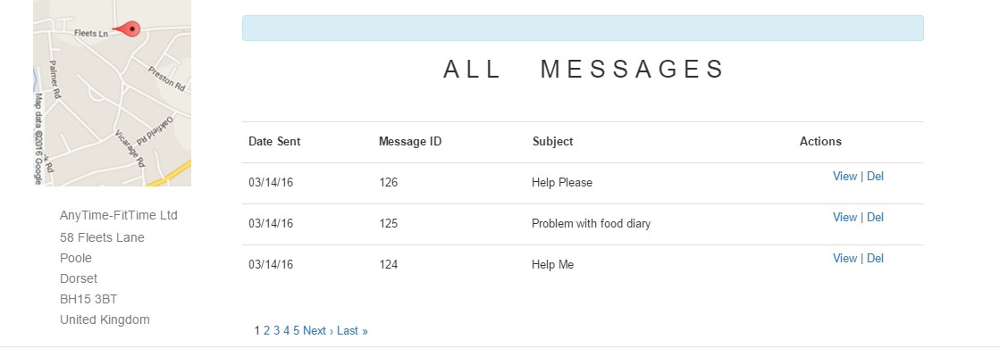 Fleets Ln
Palmer Rd
Preston Rd
Oakfield Rd
Vicarage Rd
k Rd
Map data ©2016 Google
AnyTime-FitTime Ltd
58 Fleets Lane
Poole
Dorset
BH15 3BT
United Kingdom
ALL MESSAGES
Date Sent Message ID Subject Actions
03/14/16 126 Help Please View | Del
03/14/16 125 Problem with food diary View | Del
03/14/16 124 Help Me View | Del
1 2 3 4 5 Next › Last »